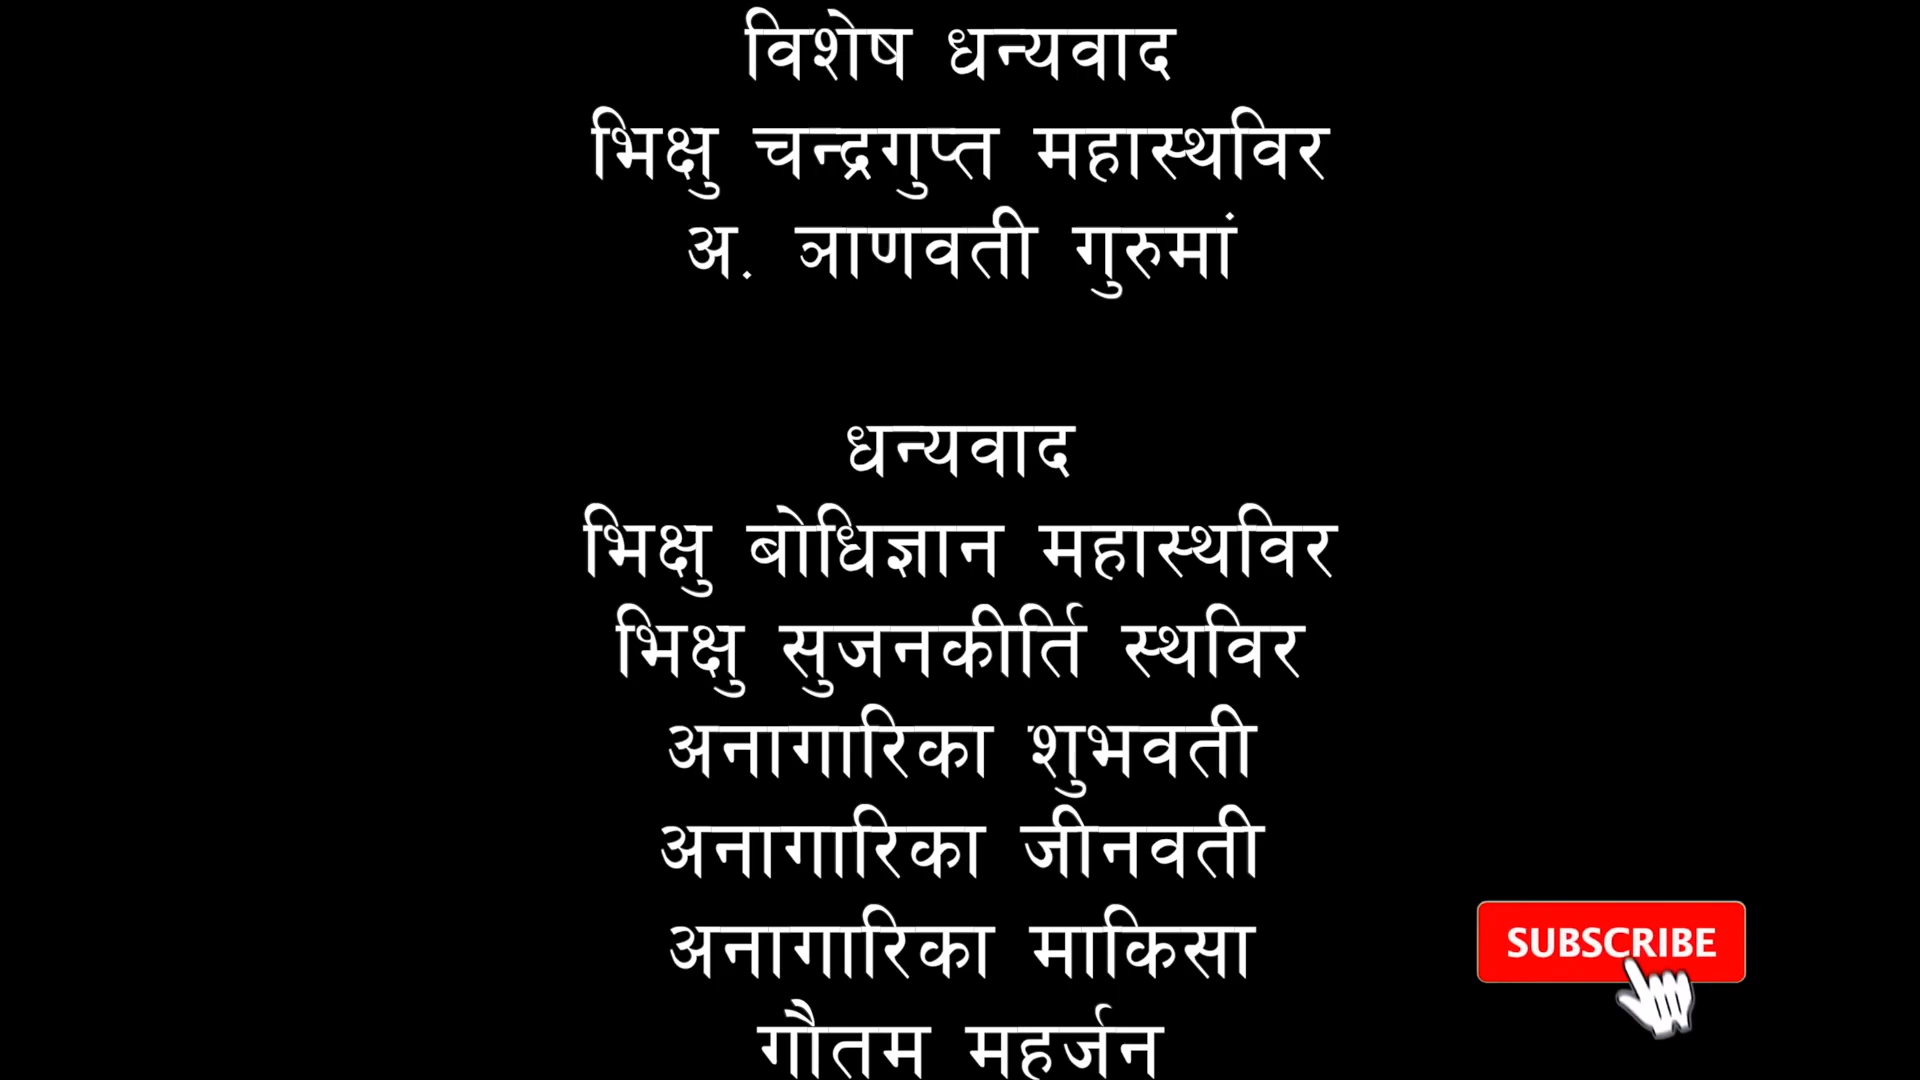 विशेष धन्यवाद
भिक्षु चन्द्रगुप्त महास्थविर
अ. ञाणवती गुरुमां
धन्यवाद
भिक्षु बोधिज्ञान महास्थविर
भिक्षु सुजनकीर्ति स्थविर
अनागारिका शुभवती
अनागारिका जीनवती
अनागारिका माकिसा
गौतम महर्जन
SUBSCRIBE